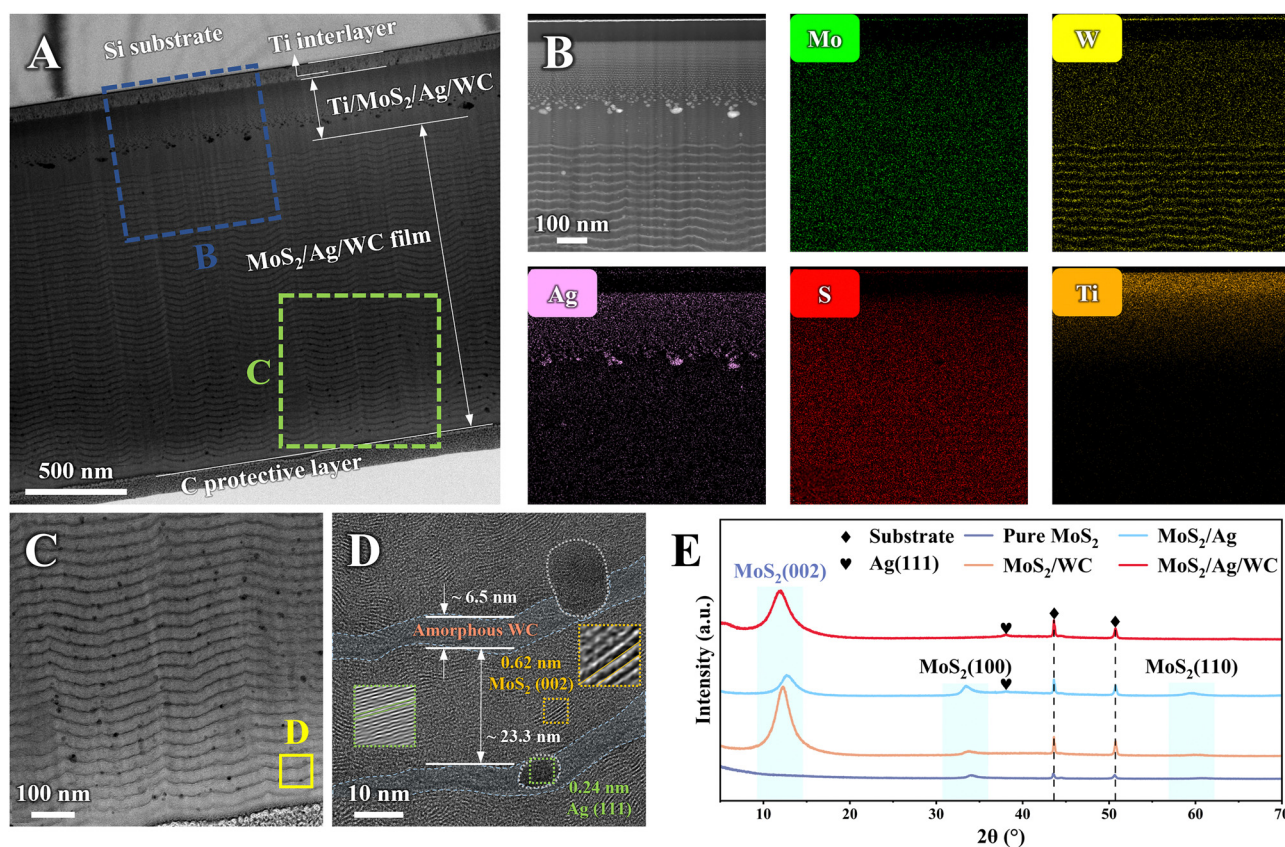 A
Si substrate
Ti interlayer
Ti/MoS₂/Ag/WC
B
MoS₂/Ag/WC film
C
C protective layer
500 nm
B
100 nm
Mo
W
Ag
S
Ti
C
D
100 nm
D
~ 6.5 nm
Amorphous WC
0.62 nm
MoS₂ (002)
~ 23.3 nm
0.24 nm
Ag (111)
10 nm
E
♦ Substrate
♥ Ag(111)
Pure MoS₂
MoS₂/WC
MoS₂/Ag
MoS₂/Ag/WC
MoS₂(002)
MoS₂(100)
MoS₂(110)
Intensity (a.u.)
10 20 30 40 50 60 70
2θ (°)